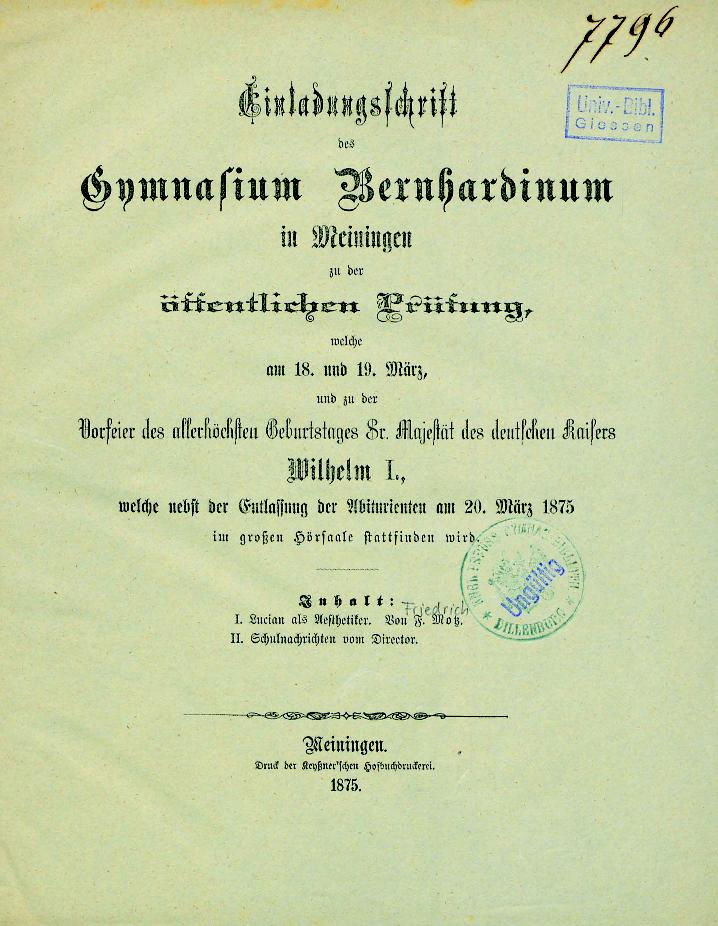 7796
Univ.-Bibl.
Giessen
Einladungsschrift
des
Gymnasium Bernhardinum
in Meiningen
zu der
öffentlichen Prüfung,
welche
am 18. und 19. März,
und zu der
Vorfeier des allerhöchsten Geburtstages Sr. Majestät des deutschen Kaisers
Wilhelm I.,
welche nebst der Entlassung der Abiturienten am 20. März 1875
im großen Hörsaale stattfinden wird.
Ungültig
DILLENBURG
Inhalt:
Friedrich
I. Lucian als Aesthetiker. Von F. Motz.
II. Schulnachrichten vom Director.
Meiningen.
Druck der Keyßner'schen Hofbuchdruckerei.
1875.